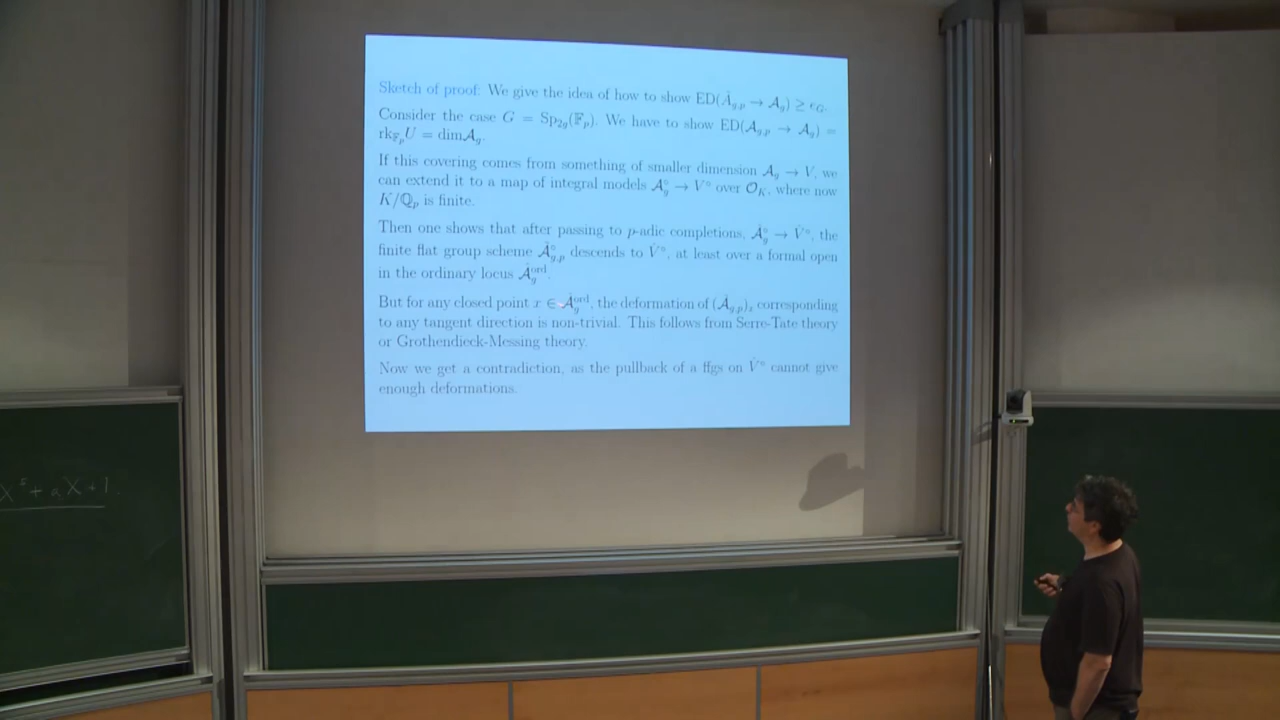 Sketch of proof: We give the idea of how to show ED(Ã_{g,p} → A_g) ≥ e_G.
Consider the case G = Sp_{2g}(F_p). We have to show ED(A_{g,p} → A_g) =
rk_{F_p}U = dimA_g.
If this covering comes from something of smaller dimension A_g → V, we
can extend it to a map of integral models A_g^∘ → V^∘ over O_K, where now
K/Q_p is finite.
Then one shows that after passing to p-adic completions, Â_g^∘ → V̂^∘, the
finite flat group scheme Â_{g,p}^∘ descends to V̂^∘, at least over a formal open
in the ordinary locus Â_g^{ord}.
But for any closed point x ∈ Â_g^{ord}, the deformation of (Â_{g,p})_x corresponding
to any tangent direction is non-trivial. This follows from Serre-Tate theory
or Grothendieck-Messing theory.
Now we get a contradiction, as the pullback of a ffgs on V̂^∘ cannot give
enough deformations.
+ aX+1.